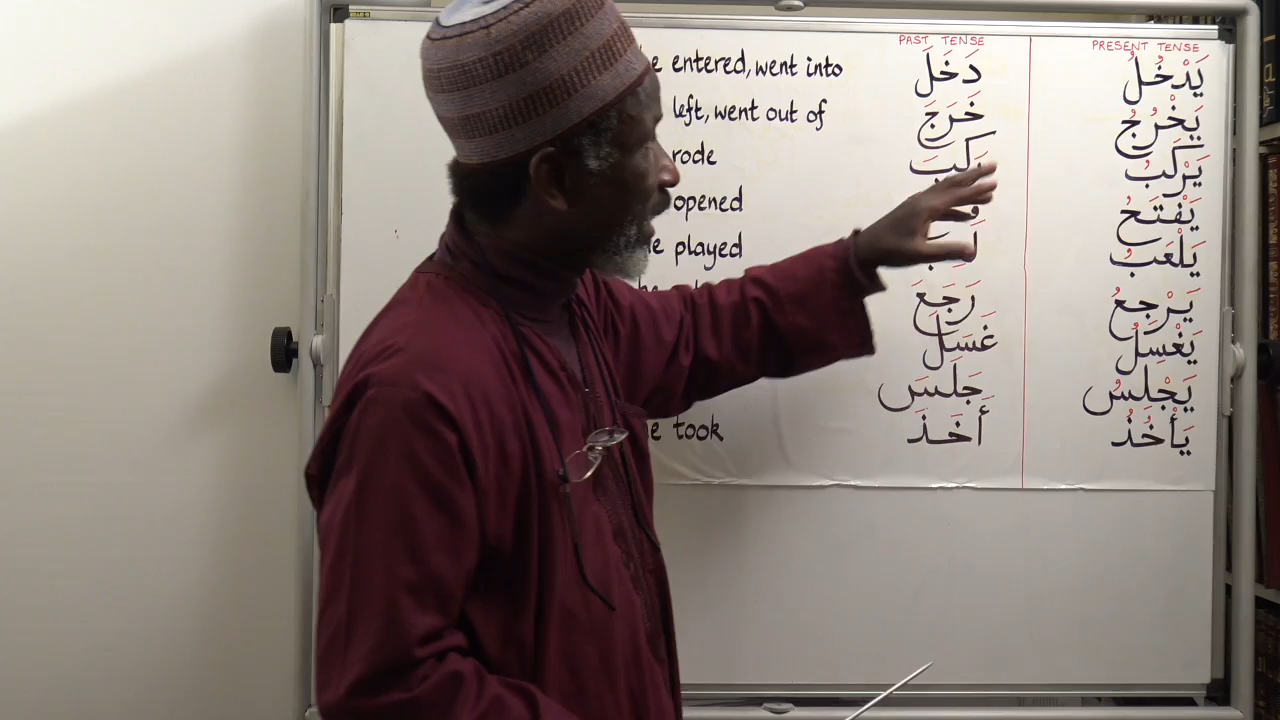 PAST TENSE PRESENT TENSE
entered, went into دَخَلَ يَدْخُلُ
left, went out of خَرَجَ يَخْرُجُ
rode يَرْكَبُ
opened يَفْتَحُ
played يَلْعَبُ
رَجَعَ يَرْجِعُ
غَسَلَ يَغْسِلُ
جَلَسَ يَجْلِسُ
took أَخَذَ يَأْخُذُ